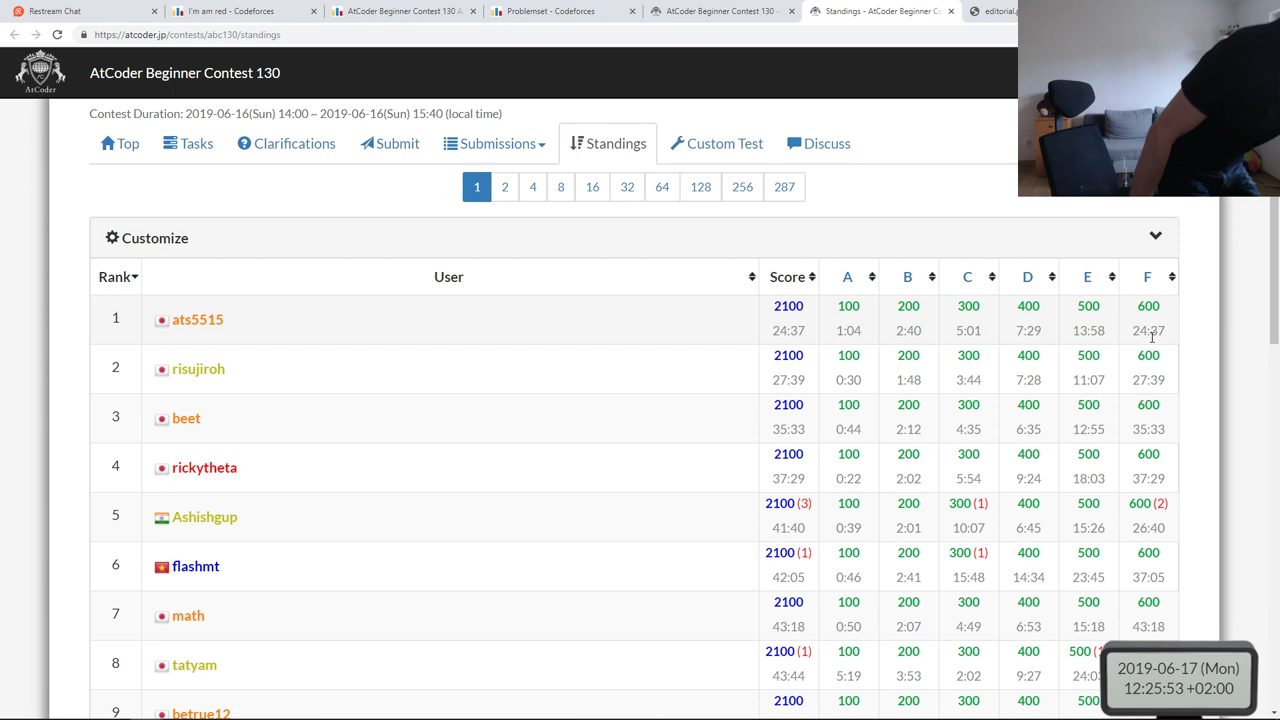 Restream Chat
I'm am red - Codeforces
AtCoder Beginner Contest 130 A
Problemset - Codeforces
AtCoder Beginner Contest 130 -
Standings - AtCoder Beginner C
editorial.p
https://atcoder.jp/contests/abc130/standings
AtCoder
AtCoder Beginner Contest 130
Contest Duration: 2019-06-16(Sun) 14:00 ~ 2019-06-16(Sun) 15:40 (local time)
Top Tasks Clarifications Submit Submissions Standings Custom Test Discuss
1 2 4 8 16 32 64 128 256 287
Customize
Rank User Score A B C D E F
1 ats5515 2100 100 200 300 400 500 600
24:37 1:04 2:40 5:01 7:29 13:58 24:37
2 risujiroh 2100 100 200 300 400 500 600
27:39 0:30 1:48 3:44 7:28 11:07 27:39
3 beet 2100 100 200 300 400 500 600
35:33 0:44 2:12 4:35 6:35 12:55 35:33
4 rickytheta 2100 100 200 300 400 500 600
37:29 0:22 2:02 5:54 9:24 18:03 37:29
5 Ashishgup 2100 (3) 100 200 300 (1) 400 500 600 (2)
41:40 0:39 2:01 10:07 6:45 15:26 26:40
6 flashmt 2100 (1) 100 200 300 (1) 400 500 600
42:05 0:46 2:41 15:48 14:34 23:45 37:05
7 math 2100 100 200 300 400 500 600
43:18 0:50 2:07 4:49 6:53 15:18 43:18
8 tatyam 2100 (1) 100 200 300 400 500
43:44 5:19 3:53 2:02 9:27
9 betrue12 2100 100 200 300 400 500
2019-06-17 (Mon)
12:25:53 +02:00